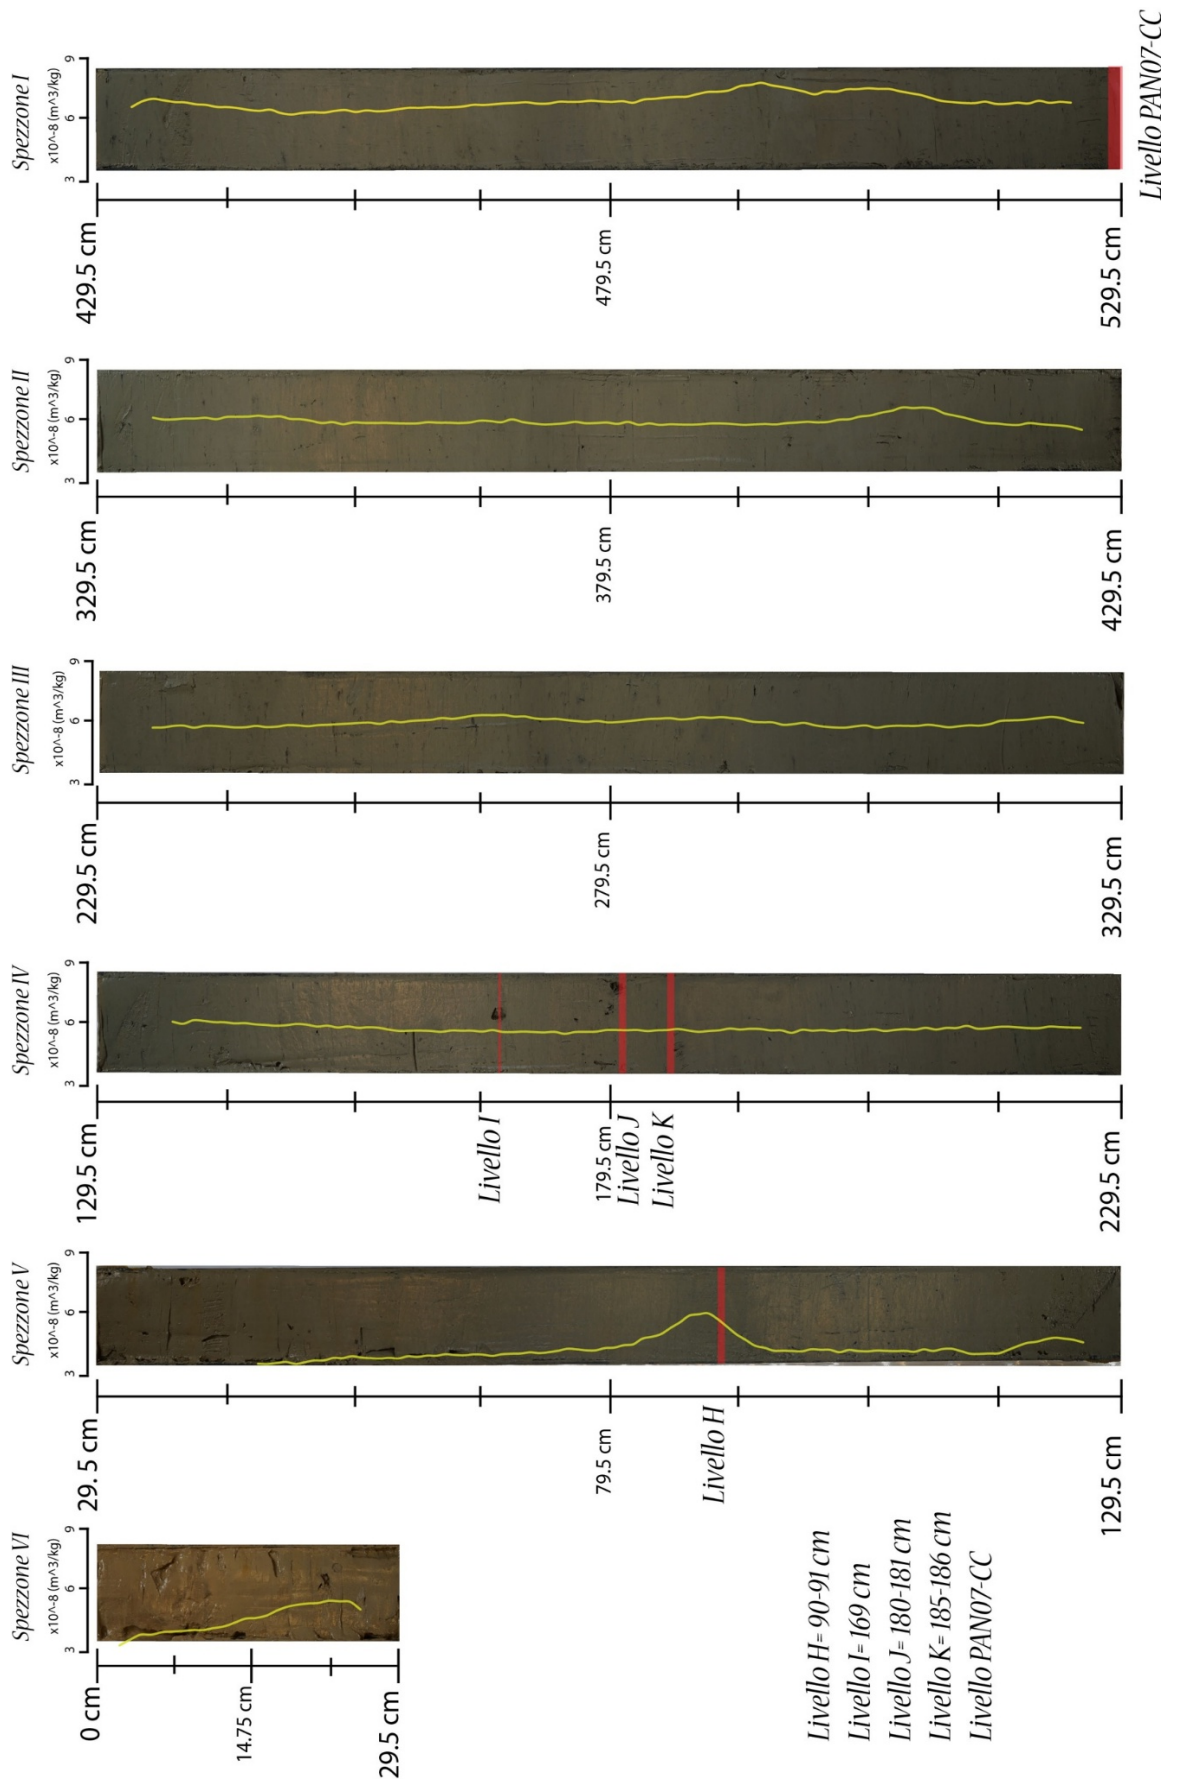 Spezzone I
x10^-8 (m^3/kg)
3 6 9
429.5 cm
479.5 cm
529.5 cm
Livello PAN07-CC
Spezzone II
x10^-8 (m^3/kg)
3 6 9
329.5 cm
379.5 cm
429.5 cm
Spezzone III
x10^-8 (m^3/kg)
3 6 9
229.5 cm
279.5 cm
329.5 cm
Spezzone IV
x10^-8 (m^3/kg)
3 6 9
129.5 cm
Livello I
179.5 cm
Livello J
Livello K
229.5 cm
Spezzone V
x10^-8 (m^3/kg)
3 6 9
29.5 cm
79.5 cm
Livello H
129.5 cm
Spezzone VI
x10^-8 (m^3/kg)
3 6 9
0 cm
14.75 cm
29.5 cm
Livello H= 90-91 cm
Livello I= 169 cm
Livello J= 180-181 cm
Livello K= 185-186 cm
Livello PAN07-CC